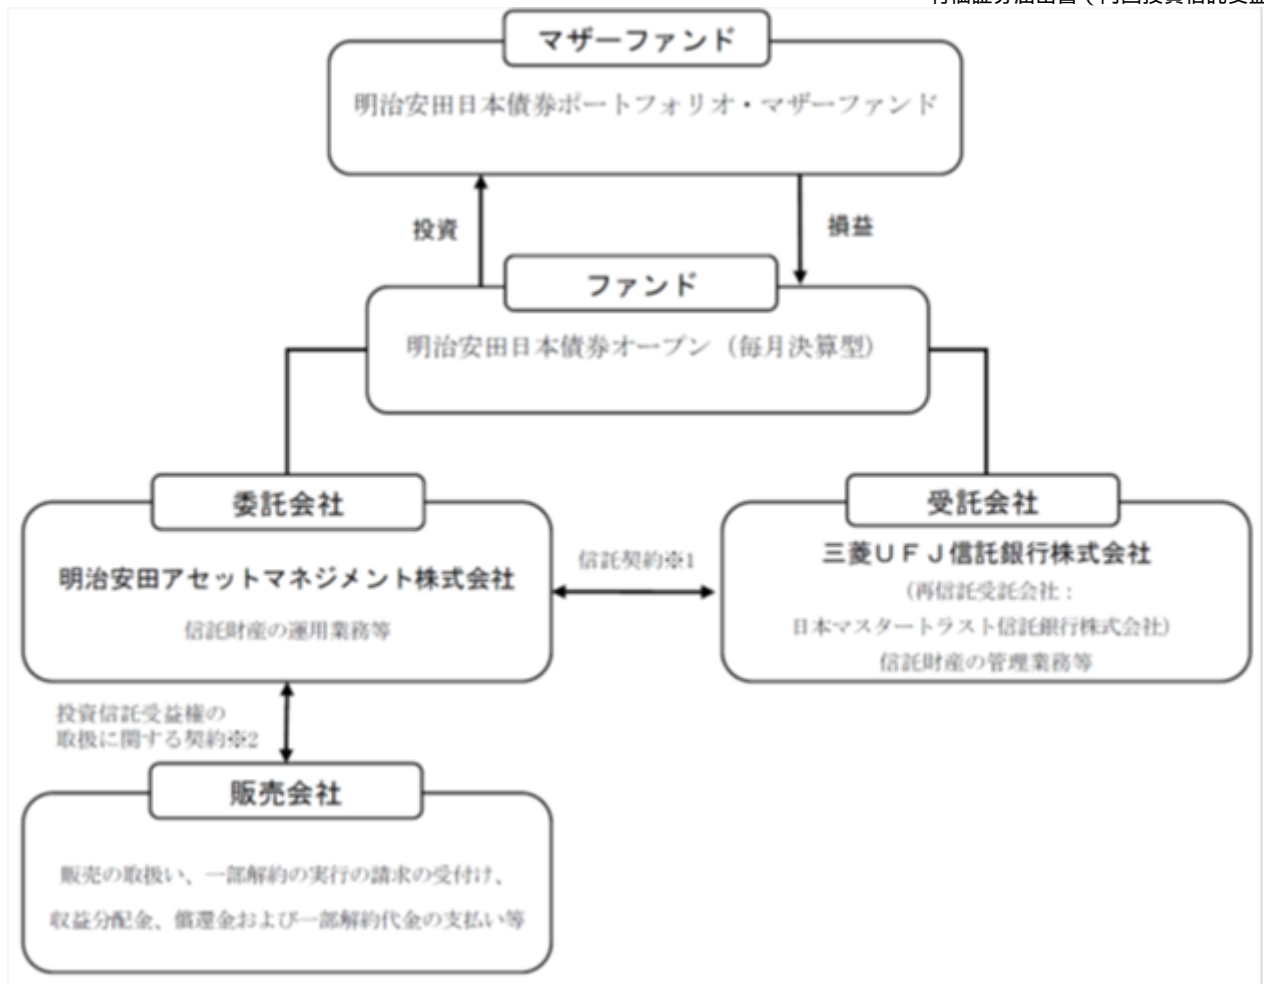 マザーファンド
明治安田日本債券ポートフォリオ・マザーファンド
投資
損益
ファンド
明治安田日本債券オープン（毎月決算型）
委託会社
明治安田アセットマネジメント株式会社
信託財産の運用業務等
信託契約※1
受託会社
三菱ＵＦＪ信託銀行株式会社
（再信託受託会社：
日本マスタートラスト信託銀行株式会社）
信託財産の管理業務等
投資信託受益権の
取扱に関する契約※2
販売会社
販売の取扱い、一部解約の実行の請求の受付け、
収益分配金、償還金および一部解約代金の支払い等